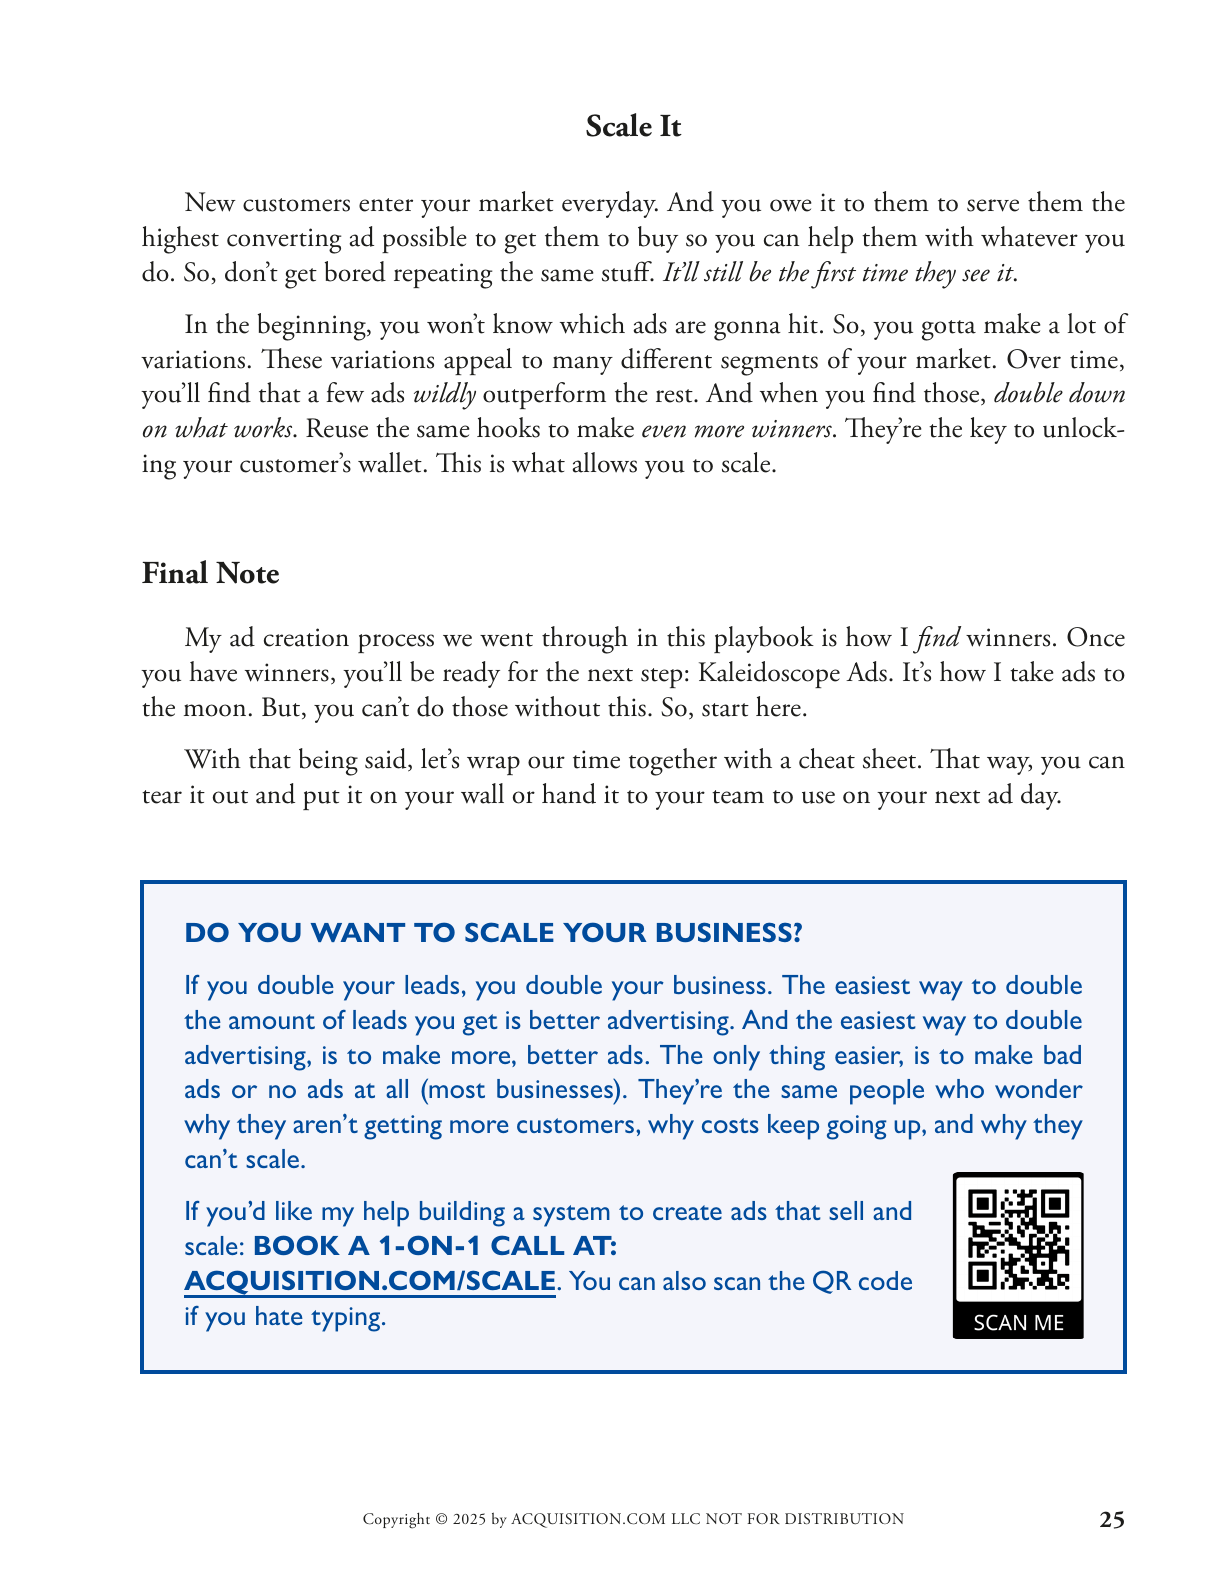 Scale It
New customers enter your market everyday. And you owe it to them to serve them the
highest converting ad possible to get them to buy so you can help them with whatever you
do. So, don’t get bored repeating the same stuff. It’ll still be the first time they see it.
In the beginning, you won’t know which ads are gonna hit. So, you gotta make a lot of
variations. These variations appeal to many different segments of your market. Over time,
you’ll find that a few ads wildly outperform the rest. And when you find those, double down
on what works. Reuse the same hooks to make even more winners. They’re the key to unlock-
ing your customer’s wallet. This is what allows you to scale.
Final Note
My ad creation process we went through in this playbook is how I find winners. Once
you have winners, you’ll be ready for the next step: Kaleidoscope Ads. It’s how I take ads to
the moon. But, you can’t do those without this. So, start here.
With that being said, let’s wrap our time together with a cheat sheet. That way, you can
tear it out and put it on your wall or hand it to your team to use on your next ad day.
DO YOU WANT TO SCALE YOUR BUSINESS?
If you double your leads, you double your business. The easiest way to double
the amount of leads you get is better advertising. And the easiest way to double
advertising, is to make more, better ads. The only thing easier, is to make bad
ads or no ads at all (most businesses). They’re the same people who wonder
why they aren’t getting more customers, why costs keep going up, and why they
can’t scale.
If you’d like my help building a system to create ads that sell and
scale: BOOK A 1-ON-1 CALL AT:
ACQUISITION.COM/SCALE. You can also scan the QR code
if you hate typing.
SCAN ME
Copyright © 2025 by ACQUISITION.COM LLC NOT FOR DISTRIBUTION
25